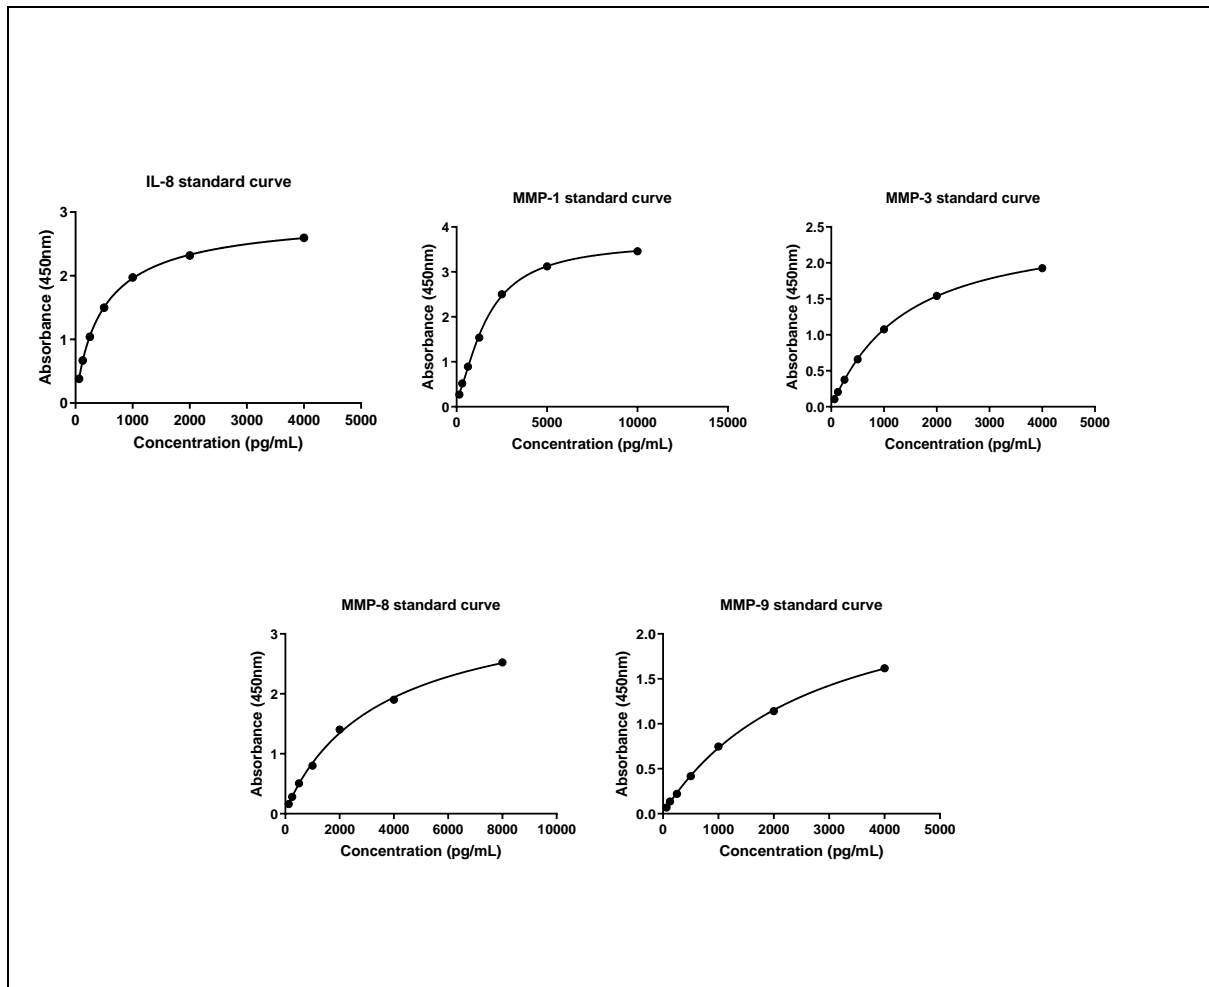 IL-8 standard curve
Absorbance (450nm)
3
2
1
0
0 1000 2000 3000 4000 5000
Concentration (pg/mL)
MMP-1 standard curve
Absorbance (450nm)
4
3
2
1
0
0 5000 10000 15000
Concentration (pg/mL)
MMP-3 standard curve
Absorbance (450nm)
2.5
2.0
1.5
1.0
0.5
0.0
0 1000 2000 3000 4000 5000
Concentration (pg/mL)
MMP-8 standard curve
Absorbance (450nm)
3
2
1
0
0 2000 4000 6000 8000 10000
Concentration (pg/mL)
MMP-9 standard curve
Absorbance (450nm)
2.0
1.5
1.0
0.5
0.0
0 1000 2000 3000 4000 5000
Concentration (pg/mL)